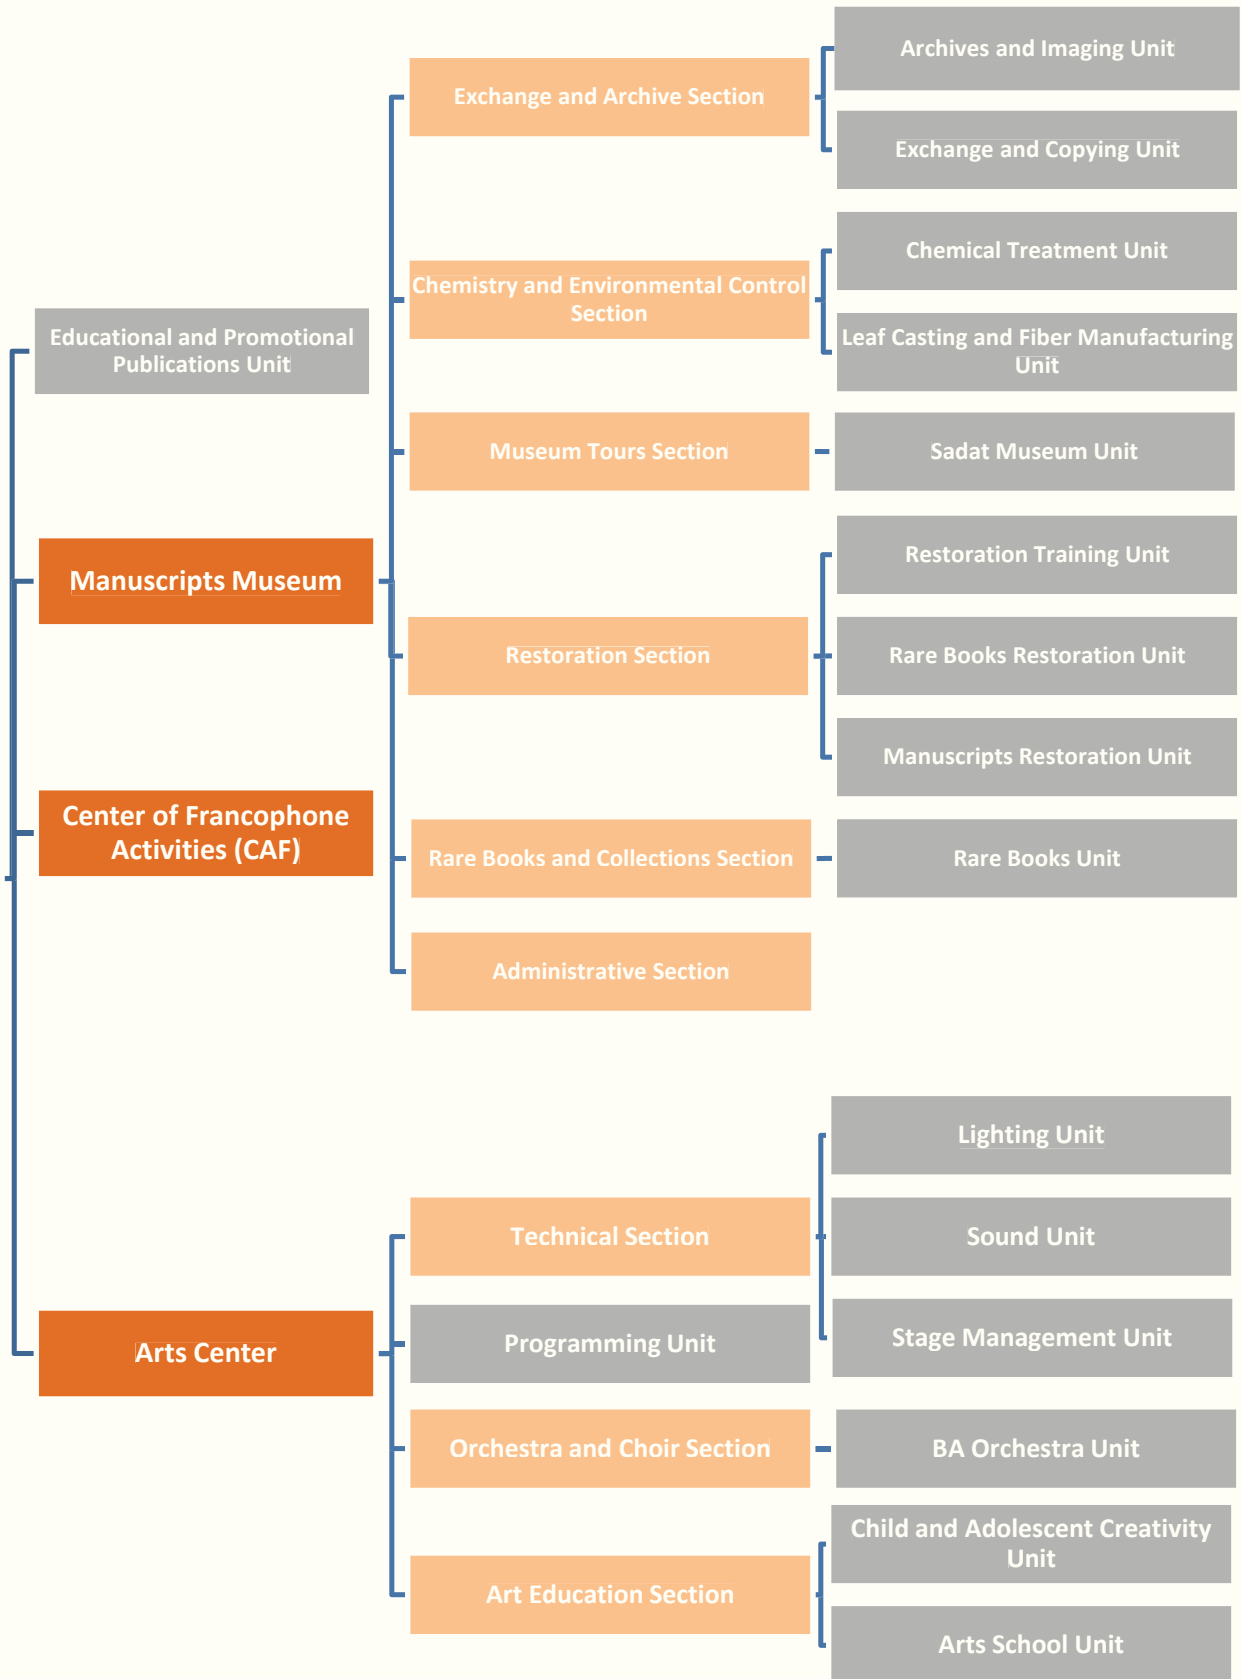 Educational and Promotional
Publications Unit
Manuscripts Museum
Exchange and Archive Section
Archives and Imaging Unit
Exchange and Copying Unit
Chemistry and Environmental Control
Section
Chemical Treatment Unit
Leaf Casting and Fiber Manufacturing
Unit
Museum Tours Section
Sadat Museum Unit
Restoration Section
Restoration Training Unit
Rare Books Restoration Unit
Manuscripts Restoration Unit
Rare Books and Collections Section
Rare Books Unit
Administrative Section
Center of Francophone
Activities (CAF)
Arts Center
Technical Section
Lighting Unit
Sound Unit
Stage Management Unit
Programming Unit
Orchestra and Choir Section
BA Orchestra Unit
Art Education Section
Child and Adolescent Creativity
Unit
Arts School Unit